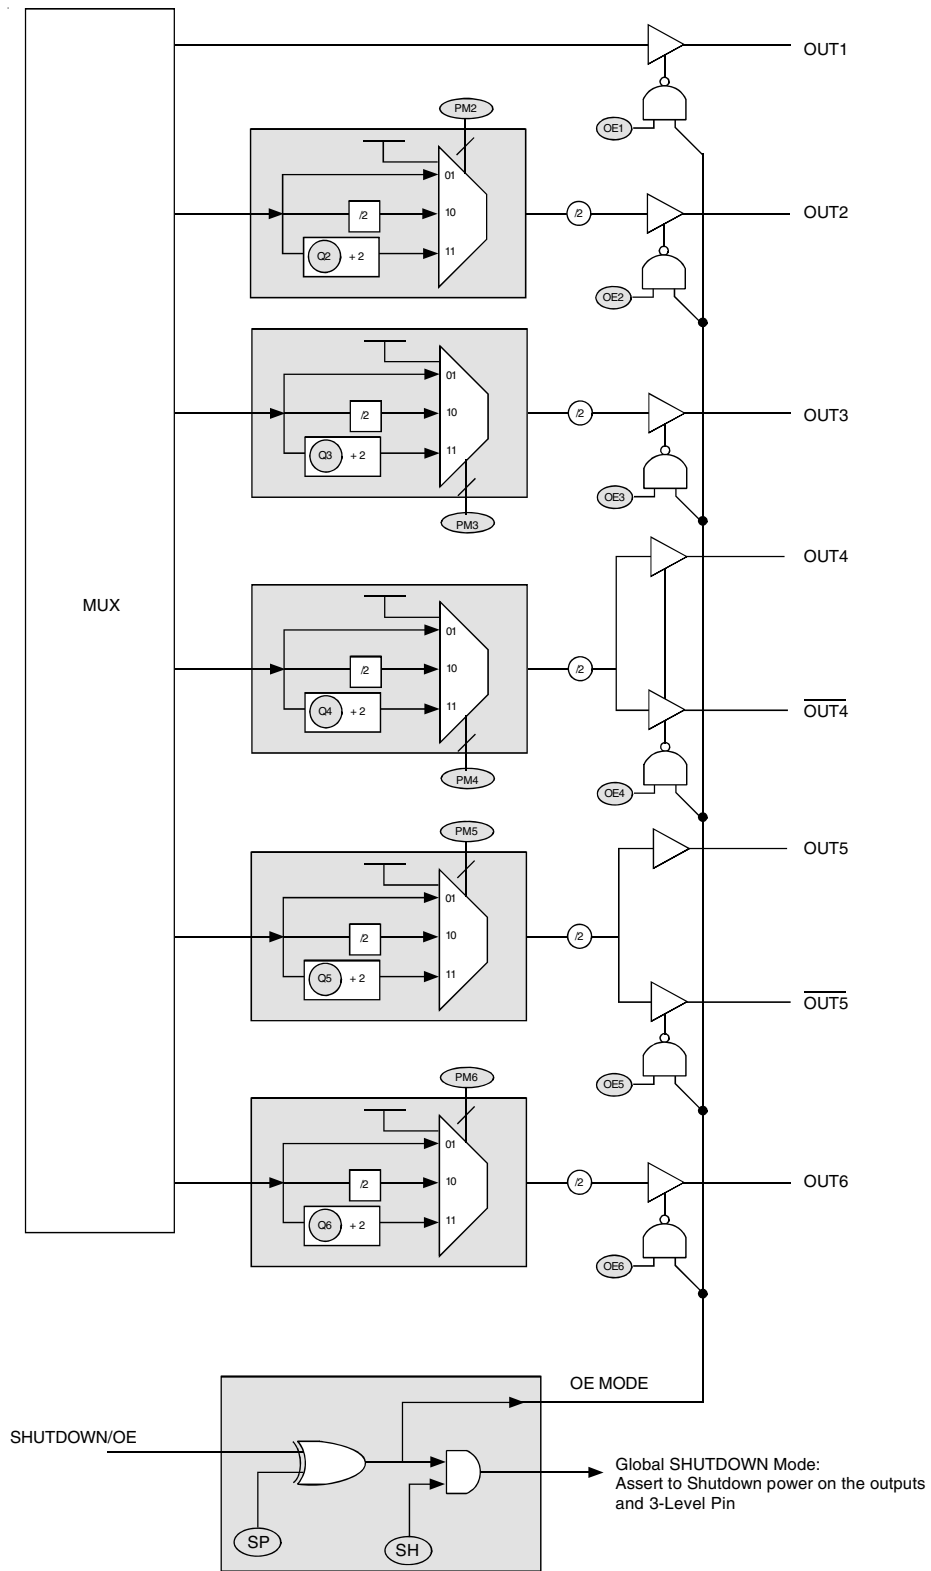 OUT1
PM2
OE1
01
/2
10
/2
OUT2
Q2 + 2
11
OE2
01
/2
10
/2
OUT3
Q3 + 2
11
OE3
PM3
OUT4
MUX
01
/2
10
/2
Q4 + 2
11
OUT4
PM4
OE4
PM5
OUT5
01
/2
10
/2
Q5 + 2
11
OUT5
PM6
OE5
01
/2
10
/2
OUT6
Q6 + 2
11
OE6
OE MODE
SHUTDOWN/OE
Global SHUTDOWN Mode:
Assert to Shutdown power on the outputs
and 3-Level Pin
SP
SH